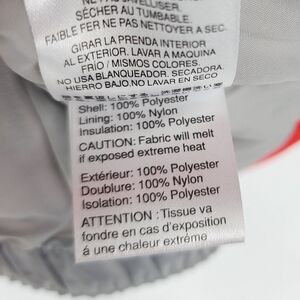 SÉCHER AU TUMBABLE.
FAIBLE FER NE PAS NETTOYER A SEC.
GIRAR LA PRENDA INTERIOR
AL EXTERIOR. LAVAR A MAQUINA
FRIO / MISMOS COLORES.
NO USA BLANQUEADOR. SECADORA.
HIERRO BAJO.NO LAVAR EN SECADO
Shell: 100% Polyester
Lining: 100% Nylon
Insulation: 100% Polyester
CAUTION: Fabric will melt
if exposed extreme heat
Extérieur: 100% Polyester
Doublure: 100% Nylon
Isolation: 100% Polyester
ATTENTION : Tissue va
fondre en cas d'exposition
á une chaleur extréme